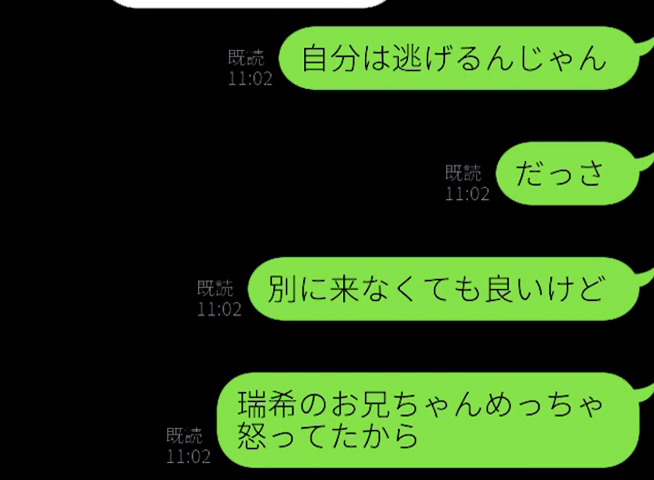 既読
11:02
自分は逃げるんじゃん
既読
11:02
だっさ
既読
11:02
別に来なくても良いけど
既読
11:02
瑞希のお兄ちゃんめっちゃ
怒ってたから